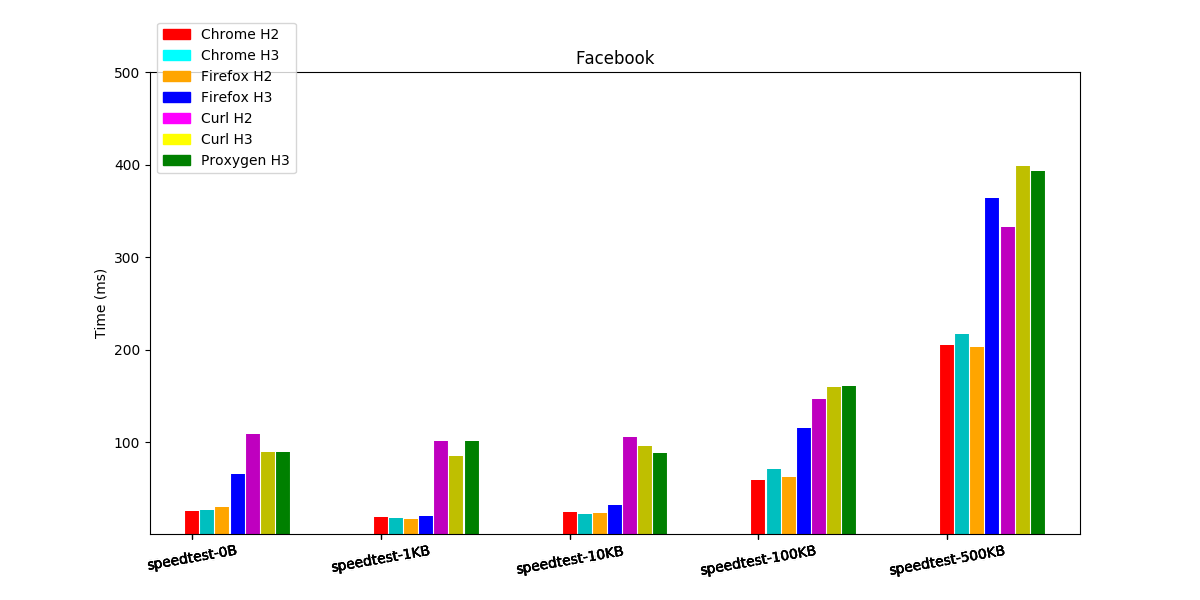 Chrome H2
Chrome H3
Firefox H2
Firefox H3
Curl H2
Curl H3
Proxygen H3
Facebook
500
400
300
200
100
Time (ms)
speedtest-0B
speedtest-1KB
speedtest-10KB
speedtest-100KB
speedtest-500KB